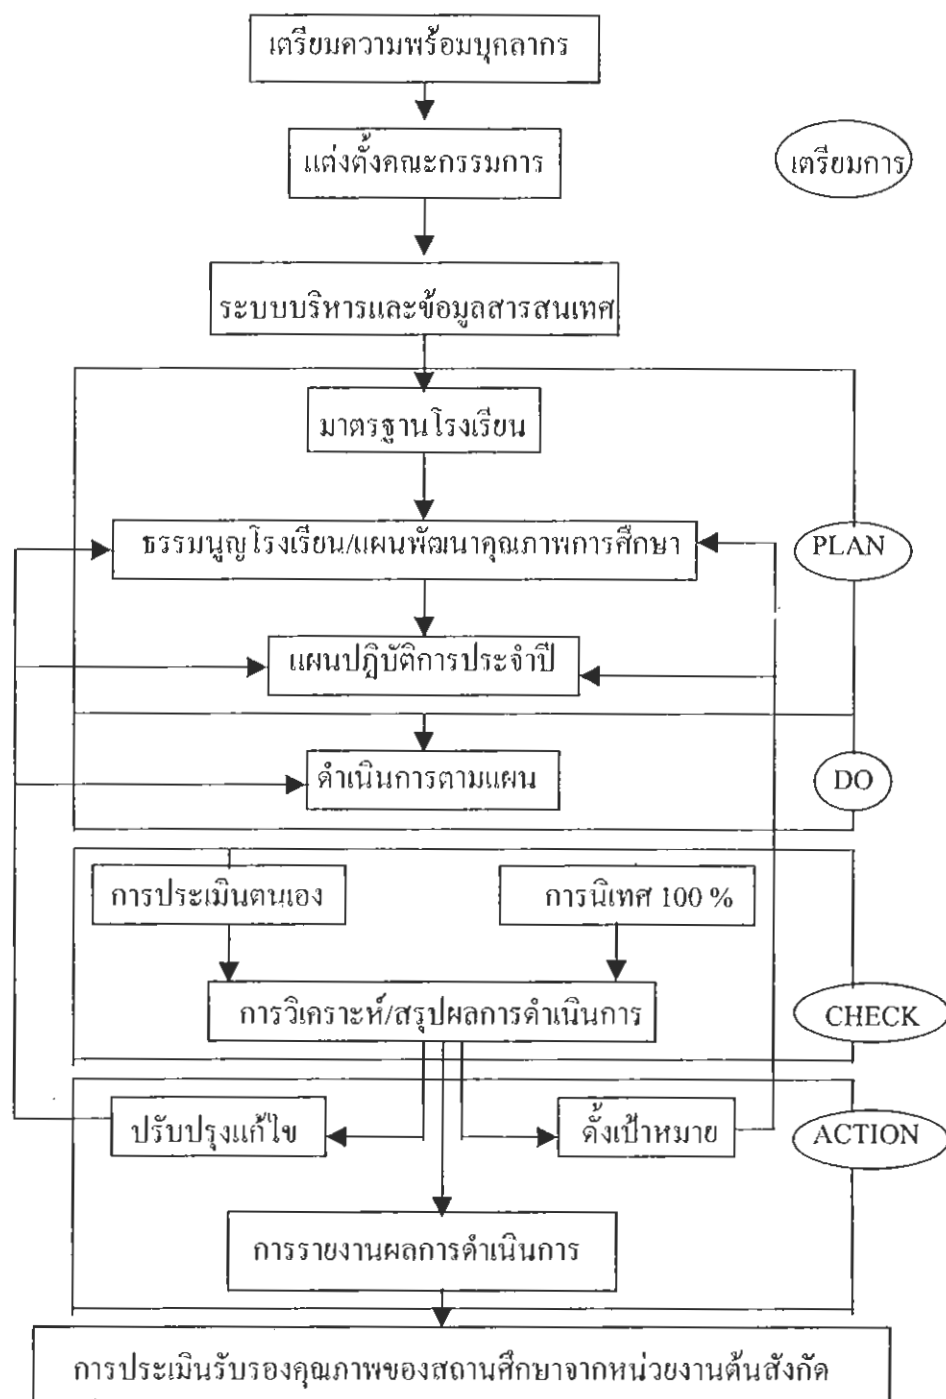 เตรียมความพร้อมบุคลากร
แต่งตั้งคณะกรรมการ
เตรียมการ
ระบบบริหารและข้อมูลสารสนเทศ
มาตรฐานโรงเรียน
ธรรมนูญโรงเรียน/แผนพัฒนาคุณภาพการศึกษา
PLAN
แผนปฏิบัติการประจำปี
ดำเนินการตามแผน
DO
การประเมินตนเอง
การนิเทศ 100 %
การวิเคราะห์/สรุปผลการดำเนินการ
CHECK
ปรับปรุงแก้ไข
ตั้งเป้าหมาย
ACTION
การรายงานผลการดำเนินการ
การประเมินรับรองคุณภาพของสถานศึกษาจากหน่วยงานต้นสังกัด